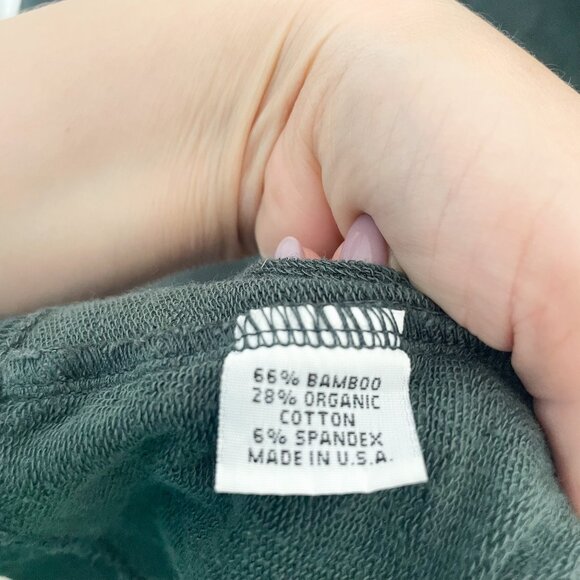 66% BAMBOO
28% ORGANIC
COTTON
6% SPANDEX
MADE IN U.S.A.